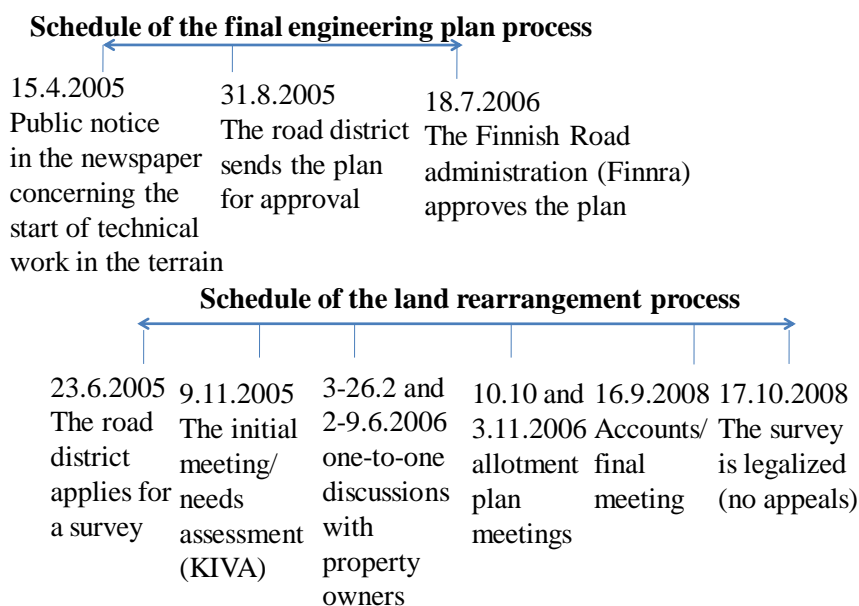 Schedule of the final engineering plan process
15.4.2005
Public notice
in the newspaper
concerning the
start of technical
work in the terrain
31.8.2005
The road district
sends the plan
for approval
18.7.2006
The Finnish Road
administration (Finnra)
approves the plan
Schedule of the land rearrangement process
23.6.2005
The road
district
applies for
a survey
9.11.2005
The initial
meeting/
needs
assessment
(KIVA)
3-26.2 and
2-9.6.2006
one-to-one
discussions
with
property
owners
10.10 and
3.11.2006
allotment
plan
meetings
16.9.2008
Accounts/
final
meeting
17.10.2008
The survey
is legalized
(no appeals)